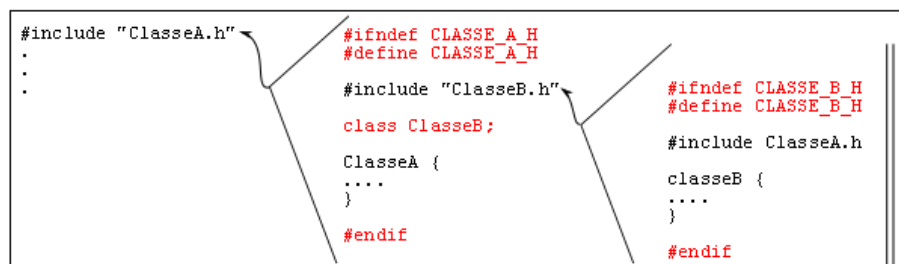 #include "ClasseA.h"
.
.
.
#ifndef CLASSE_A_H
#define CLASSE_A_H
#include "ClasseB.h"
class ClasseB;
ClasseA {
....
}
#endif
#ifndef CLASSE_B_H
#define CLASSE_B_H
#include ClasseA.h
classeB {
....
}
#endif